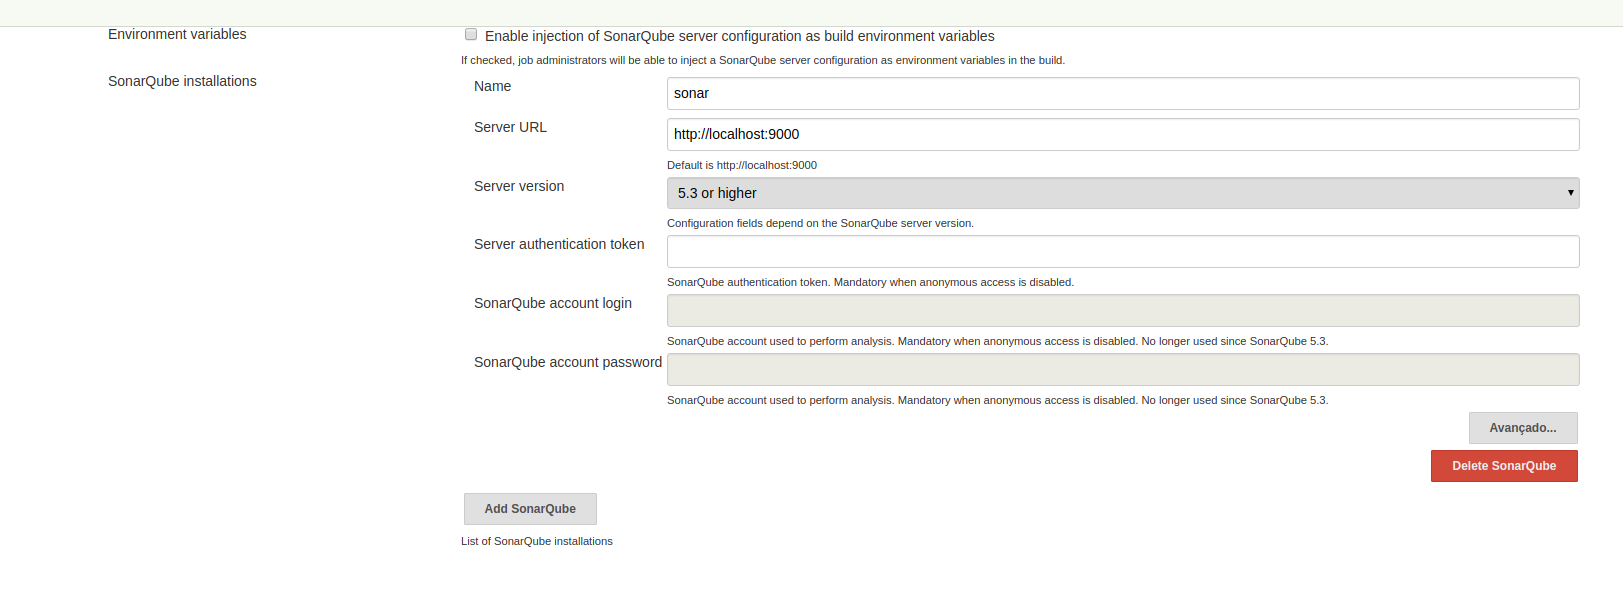 Environment variables
Enable injection of SonarQube server configuration as build environment variables
If checked, job administrators will be able to inject a SonarQube server configuration as environment variables in the build.
SonarQube installations
Name
sonar
Server URL
http://localhost:9000
Default is http://localhost:9000
Server version
5.3 or higher
Configuration fields depend on the SonarQube server version.
Server authentication token
SonarQube authentication token. Mandatory when anonymous access is disabled.
SonarQube account login
SonarQube account used to perform analysis. Mandatory when anonymous access is disabled. No longer used since SonarQube 5.3.
SonarQube account password
SonarQube account used to perform analysis. Mandatory when anonymous access is disabled. No longer used since SonarQube 5.3.
Avançado...
Delete SonarQube
Add SonarQube
List of SonarQube installations